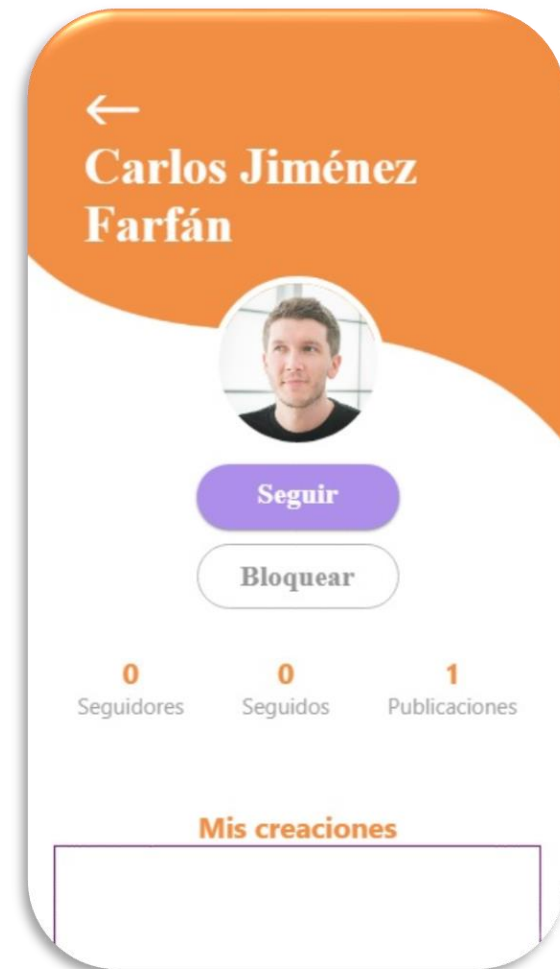 Carlos Jiménez
Farfán
Seguir
Bloquear
0 0 1
Seguidores Seguidos Publicaciones
Mis creaciones